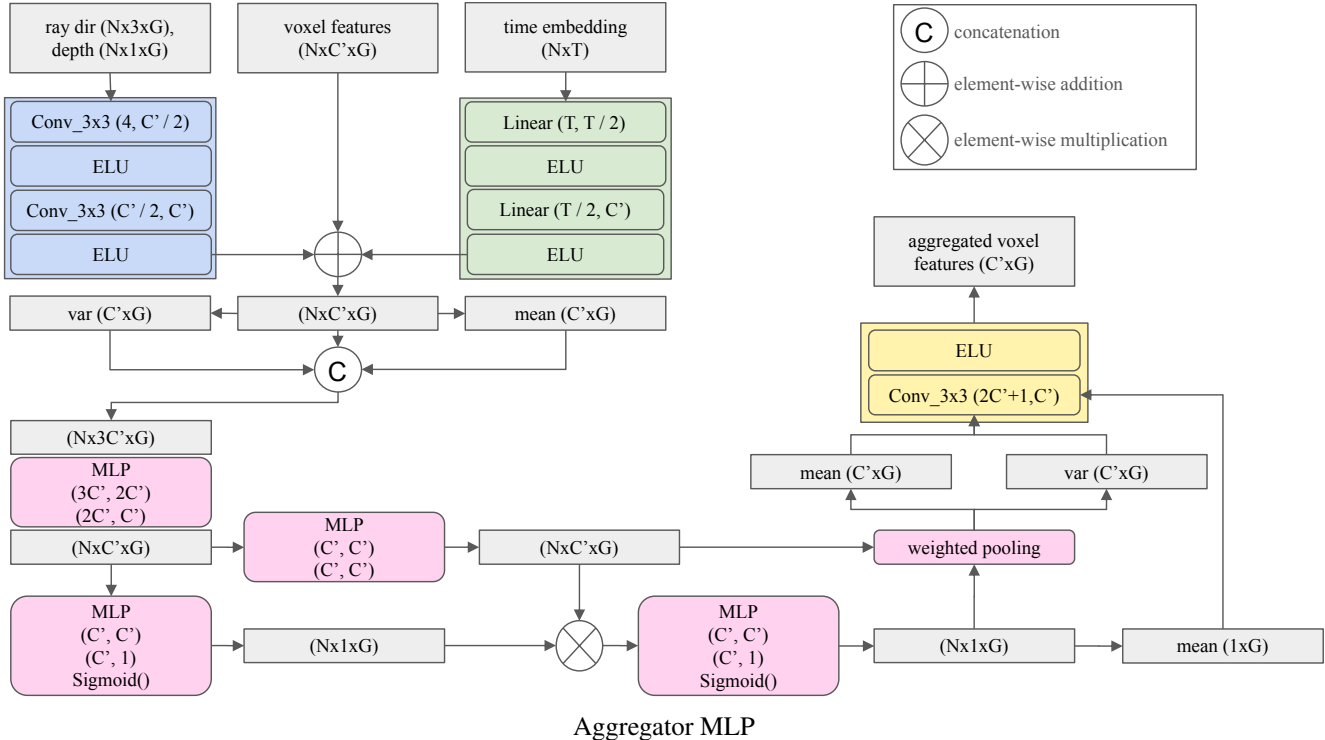 ray dir (Nx3xG),
depth (Nx1xG)
voxel features
(NxC’xG)
time embedding
(NxT)
C
concatenation
element-wise addition
element-wise multiplication
Conv_3x3 (4, C’ / 2)
ELU
Conv_3x3 (C’ / 2, C’)
ELU
Linear (T, T / 2)
ELU
Linear (T / 2, C’)
ELU
var (C’xG)
(NxC’xG)
mean (C’xG)
C
(Nx3C’xG)
MLP
(3C’, 2C’)
(2C’, C’)
(NxC’xG)
MLP
(C’, C’)
(C’, C’)
(NxC’xG)
MLP
(C’, C’)
(C’, 1)
Sigmoid()
(Nx1xG)
MLP
(C’, C’)
(C’, 1)
Sigmoid()
(Nx1xG)
mean (1xG)
weighted pooling
mean (C’xG)
var (C’xG)
Conv_3x3 (2C’+1,C’)
ELU
aggregated voxel
features (C’xG)
Aggregator MLP